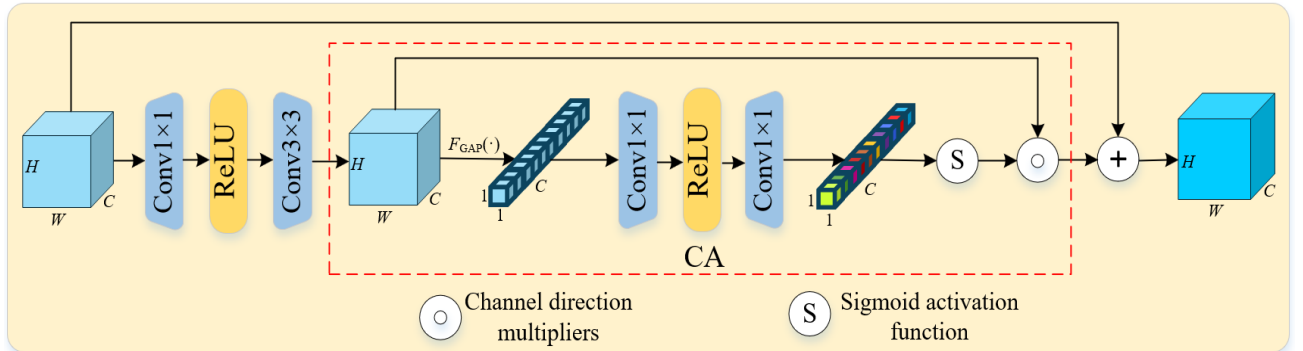 H
W
C
Conv1×1
ReLU
Conv3×3
H
W
C
F_GAP(·)
1
1
C
Conv1×1
ReLU
Conv1×1
1
1
C
S
+
H
W
C
CA
Channel direction
multipliers
S
Sigmoid activation
function